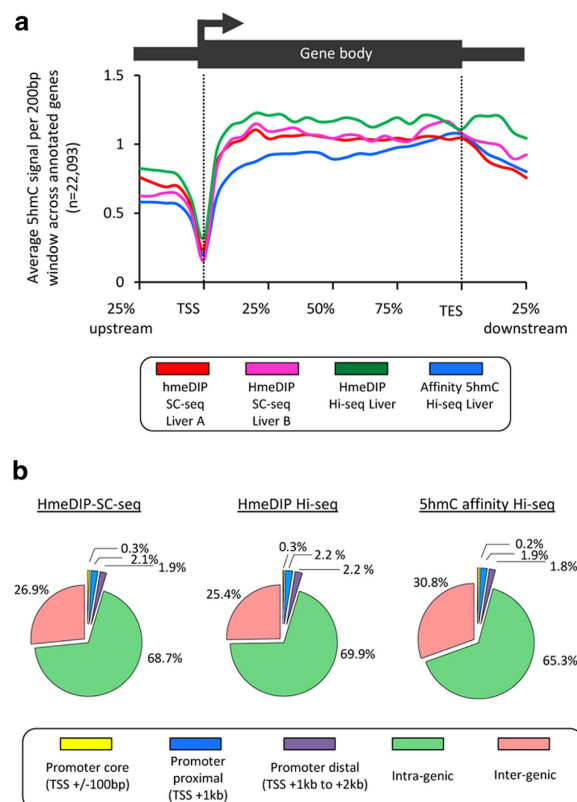 a
Gene body
Average 5hmC signal per 200bp
window across annotated genes
(n=22,093)
1.5
1
0.5
0
25%
upstream
TSS
25%
50%
75%
TES
25%
downstream
hmeDIP
SC-seq
Liver A
HmeDIP
SC-seq
Liver B
HmeDIP
Hi-seq Liver
Affinity 5hmC
Hi-seq Liver
b
HmeDIP-SC-seq
0.3%
2.1%
1.9%
26.9%
68.7%
HmeDIP Hi-seq
0.3%
2.2 %
2.2 %
25.4%
69.9%
5hmC affinity Hi-seq
0.2%
1.9%
1.8%
30.8%
65.3%
Promoter core
(TSS +/-100bp)
Promoter
proximal
(TSS +1kb)
Promoter distal
(TSS +1kb to +2kb)
Intra-genic
Inter-genic